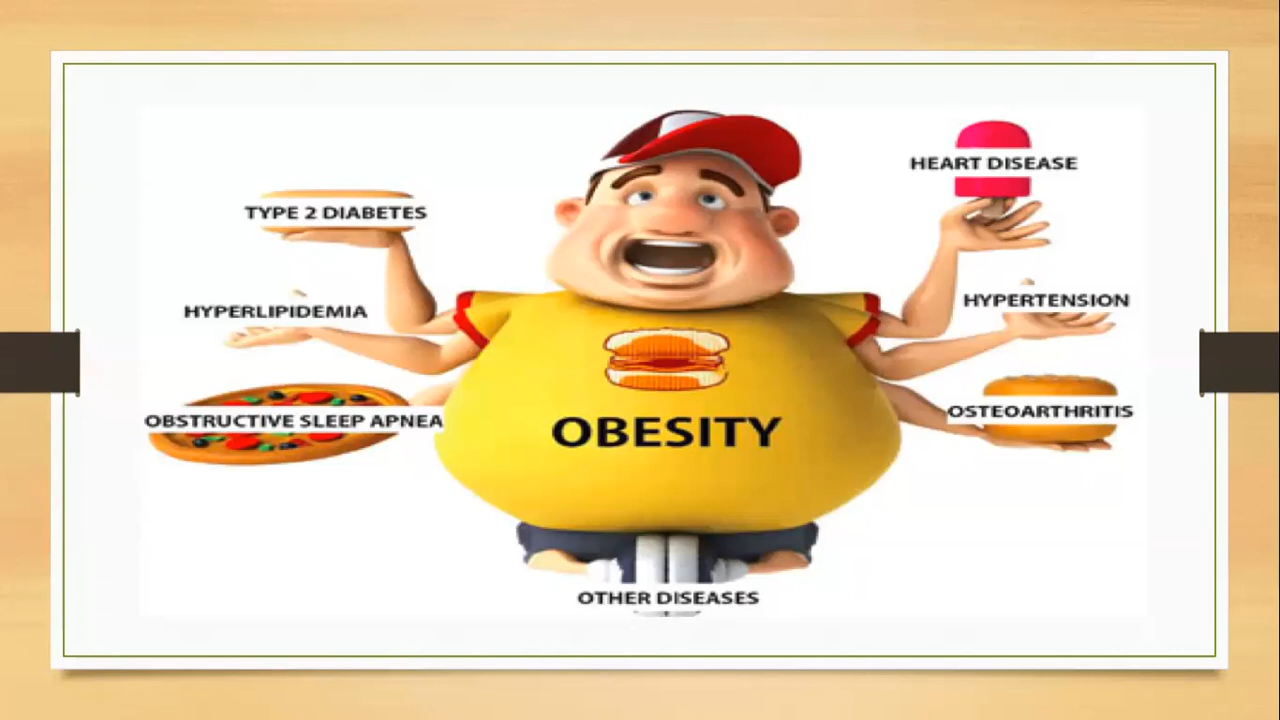 HEART DISEASE
TYPE 2 DIABETES
HYPERTENSION
HYPERLIPIDEMIA
OSTEOARTHRITIS
OBSTRUCTIVE SLEEP APNEA
OBESITY
OTHER DISEASES